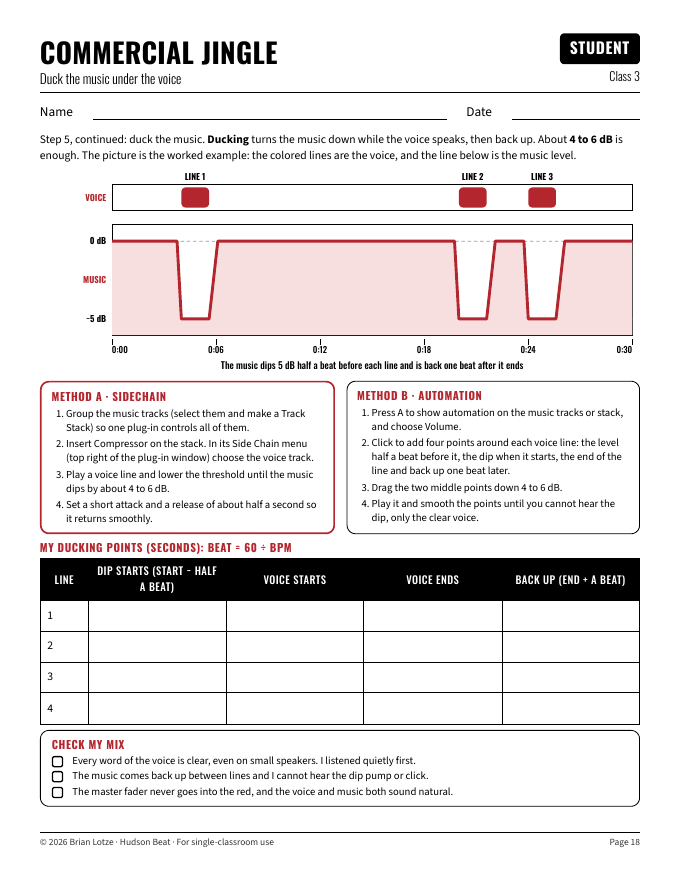 COMMERCIAL JINGLE
STUDENT
Duck the music under the voice
Class 3
Name
Date
Step 5, continued: duck the music. Ducking turns the music down while the voice speaks, then back up. About 4 to 6 dB is
enough. The picture is the worked example: the colored lines are the voice, and the line below is the music level.
LINE 1
LINE 2
LINE 3
VOICE
0 dB
MUSIC
−5 dB
0:00
0:06
0:12
0:18
0:24
0:30
The music dips 5 dB half a beat before each line and is back one beat after it ends
METHOD A · SIDECHAIN
1. Group the music tracks (select them and make a Track
Stack) so one plug-in controls all of them.
2. Insert Compressor on the stack. In its Side Chain menu
(top right of the plug-in window) choose the voice track.
3. Play a voice line and lower the threshold until the music
dips by about 4 to 6 dB.
4. Set a short attack and a release of about half a second so
it returns smoothly.
METHOD B · AUTOMATION
1. Press A to show automation on the music tracks or stack,
and choose Volume.
2. Click to add four points around each voice line: the level
half a beat before it, the dip when it starts, the end of the
line and back up one beat later.
3. Drag the two middle points down 4 to 6 dB.
4. Play it and smooth the points until you cannot hear the
dip, only the clear voice.
MY DUCKING POINTS (SECONDS): BEAT = 60 ÷ BPM
LINE
DIP STARTS (START − HALF
A BEAT)
VOICE STARTS
VOICE ENDS
BACK UP (END + A BEAT)
1
2
3
4
CHECK MY MIX
Every word of the voice is clear, even on small speakers. I listened quietly first.
The music comes back up between lines and I cannot hear the dip pump or click.
The master fader never goes into the red, and the voice and music both sound natural.
© 2026 Brian Lotze · Hudson Beat · For single-classroom use
Page 18